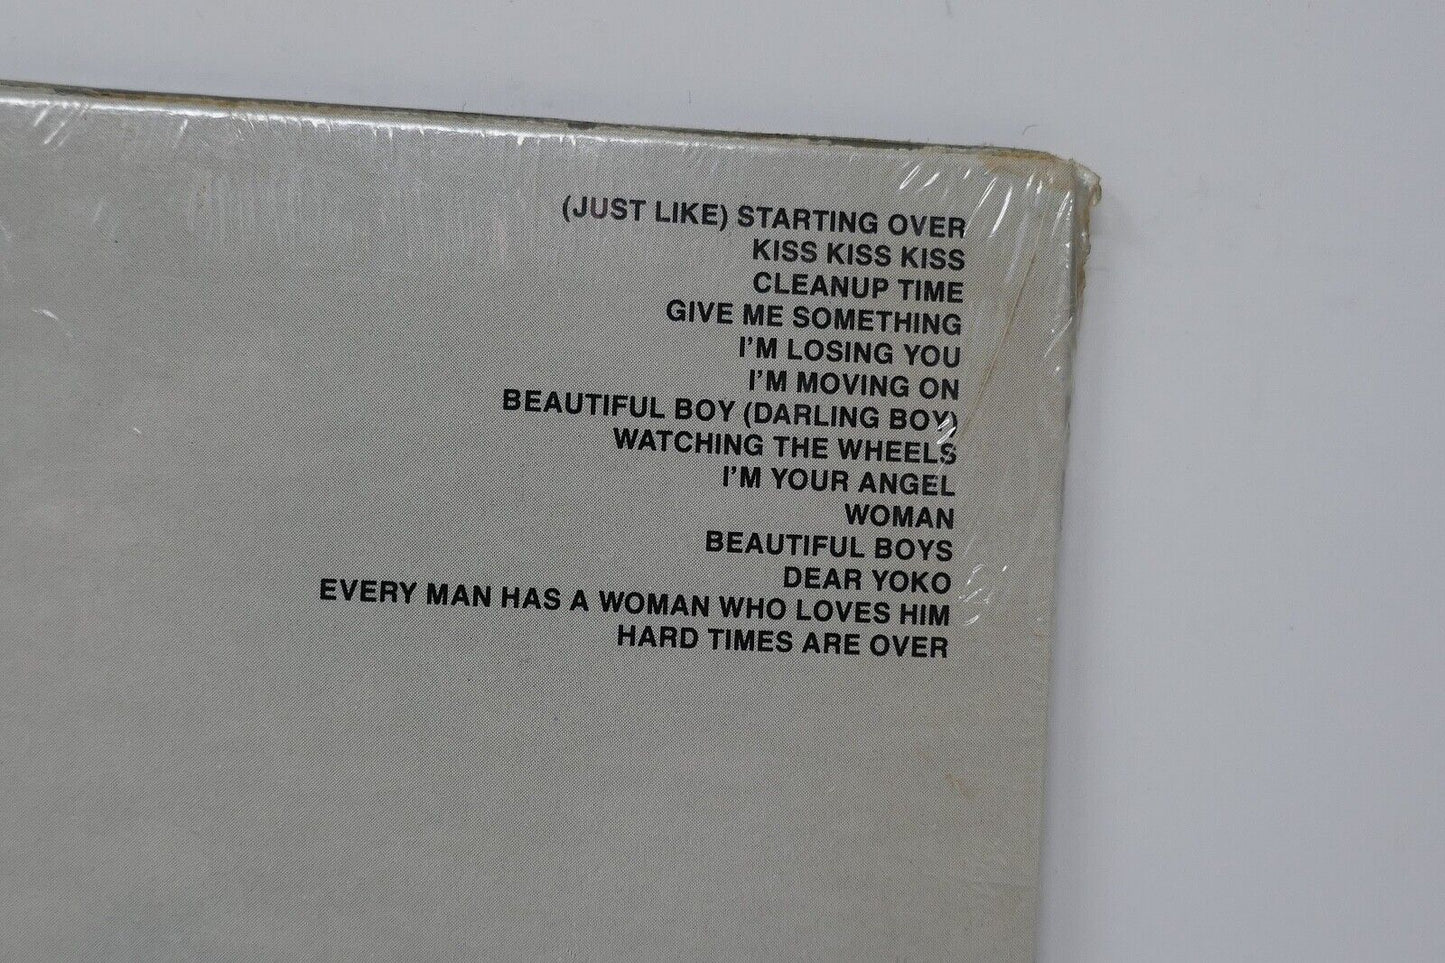 (JUST LIKE) STARTING OVER
KISS KISS KISS
CLEANUP TIME
GIVE ME SOMETHING
I'M LOSING YOU
I'M MOVING ON
BEAUTIFUL BOY (DARLING BOY)
WATCHING THE WHEELS
I'M YOUR ANGEL
WOMAN
BEAUTIFUL BOYS
DEAR YOKO
EVERY MAN HAS A WOMAN WHO LOVES HIM
HARD TIMES ARE OVER